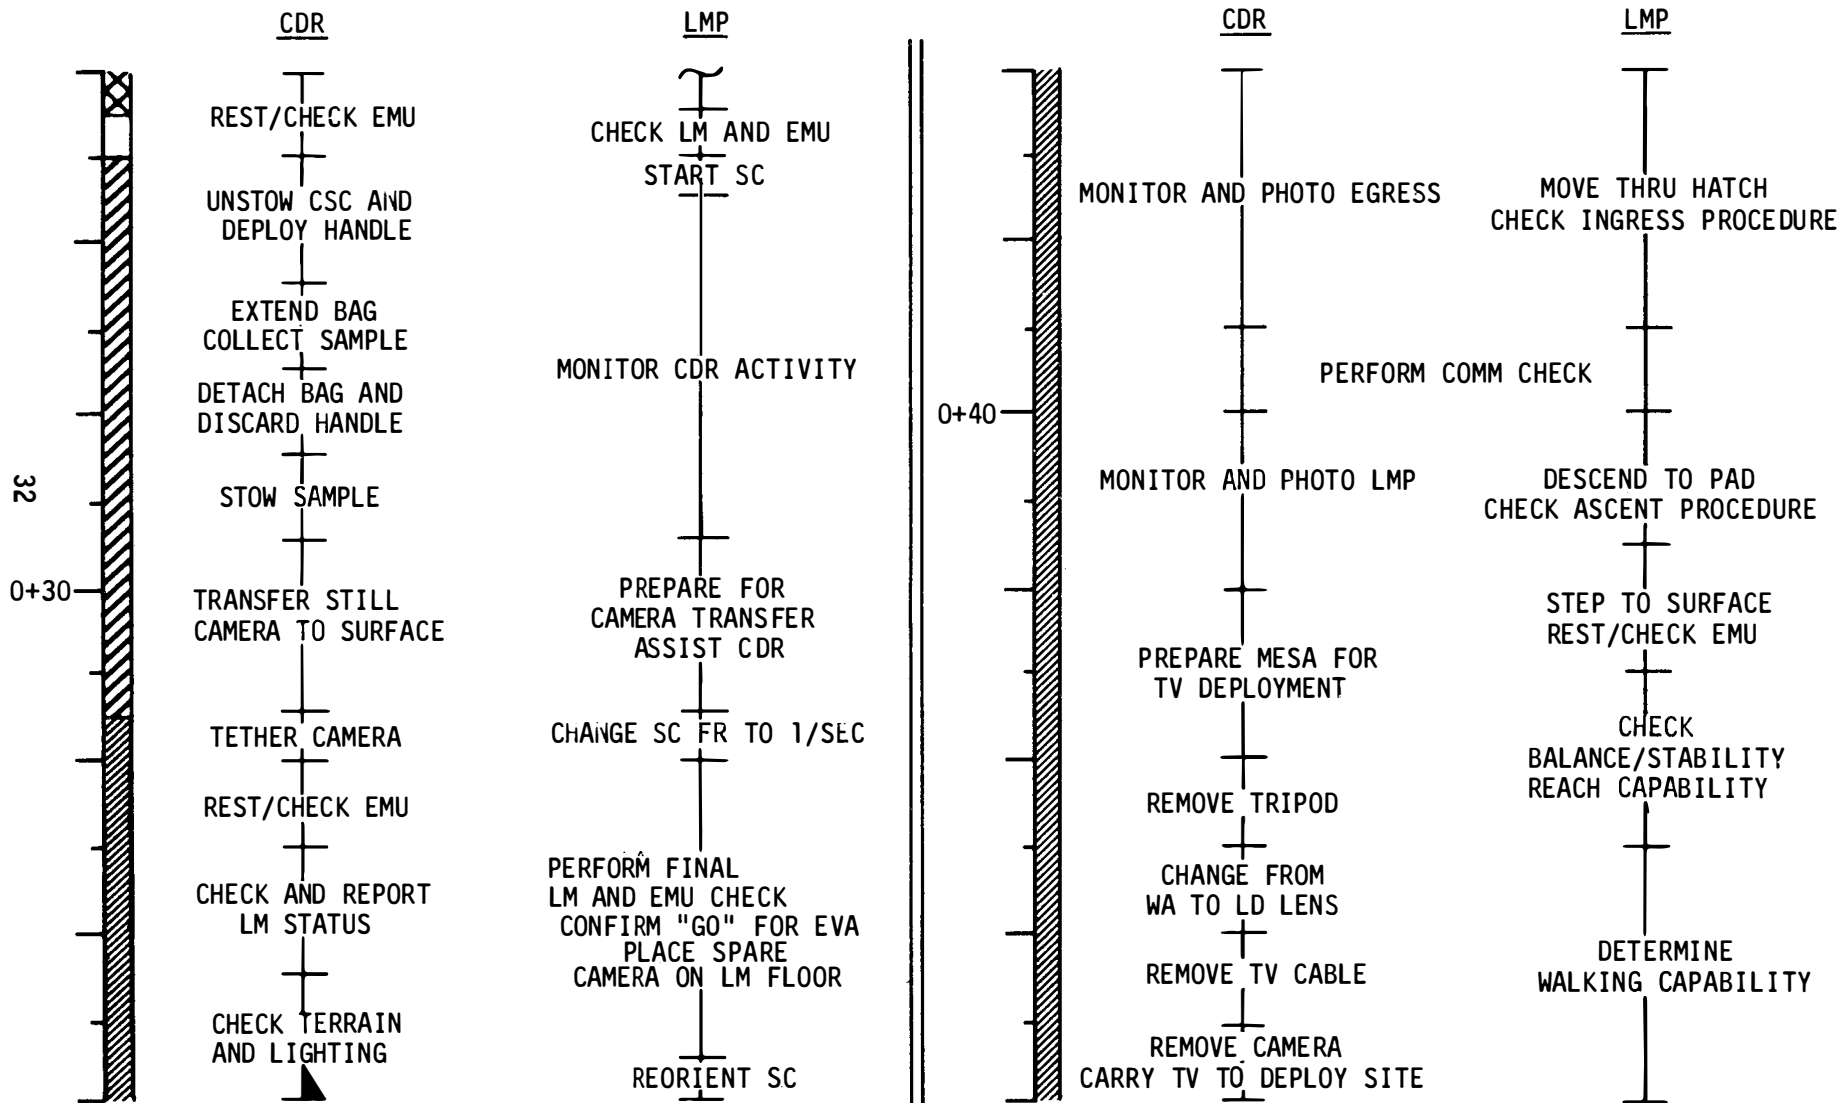 CDR
LMP
REST/CHECK EMU
CHECK LM AND EMU
START SC
UNSTOW CSC AND
DEPLOY HANDLE
EXTEND BAG
COLLECT SAMPLE
MONITOR CDR ACTIVITY
DETACH BAG AND
DISCARD HANDLE
STOW SAMPLE
32
0+30
TRANSFER STILL
CAMERA TO SURFACE
PREPARE FOR
CAMERA TRANSFER
ASSIST CDR
TETHER CAMERA
CHANGE SC FR TO 1/SEC
REST/CHECK EMU
CHECK AND REPORT
LM STATUS
PERFORM FINAL
LM AND EMU CHECK
CONFIRM "GO" FOR EVA
PLACE SPARE
CAMERA ON LM FLOOR
CHECK TERRAIN
AND LIGHTING
REORIENT SC
CDR
LMP
MONITOR AND PHOTO EGRESS
MOVE THRU HATCH
CHECK INGRESS PROCEDURE
PERFORM COMM CHECK
0+40
MONITOR AND PHOTO LMP
DESCEND TO PAD
CHECK ASCENT PROCEDURE
STEP TO SURFACE
REST/CHECK EMU
PREPARE MESA FOR
TV DEPLOYMENT
CHECK
BALANCE/STABILITY
REACH CAPABILITY
REMOVE TRIPOD
CHANGE FROM
WA TO LD LENS
REMOVE TV CABLE
DETERMINE
WALKING CAPABILITY
REMOVE CAMERA
CARRY TV TO DEPLOY SITE